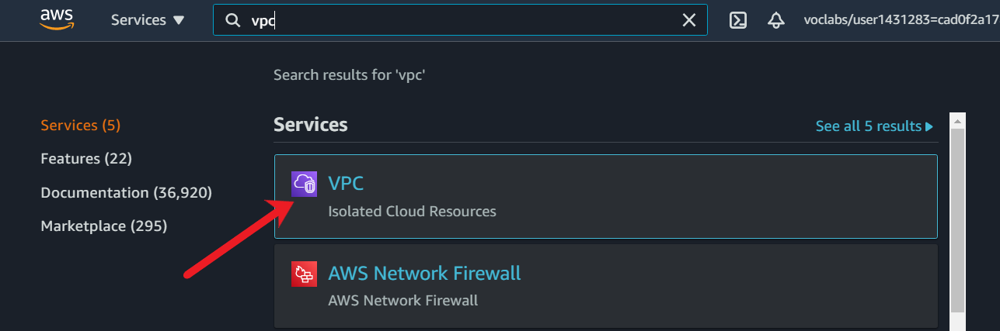 aws
Services ▼
vpc
voclabs/user1431283=cad0f2a17
Search results for 'vpc'
Services (5)
Features (22)
Documentation (36,920)
Marketplace (295)
Services
See all 5 results ▶
VPC
Isolated Cloud Resources
AWS Network Firewall
AWS Network Firewall